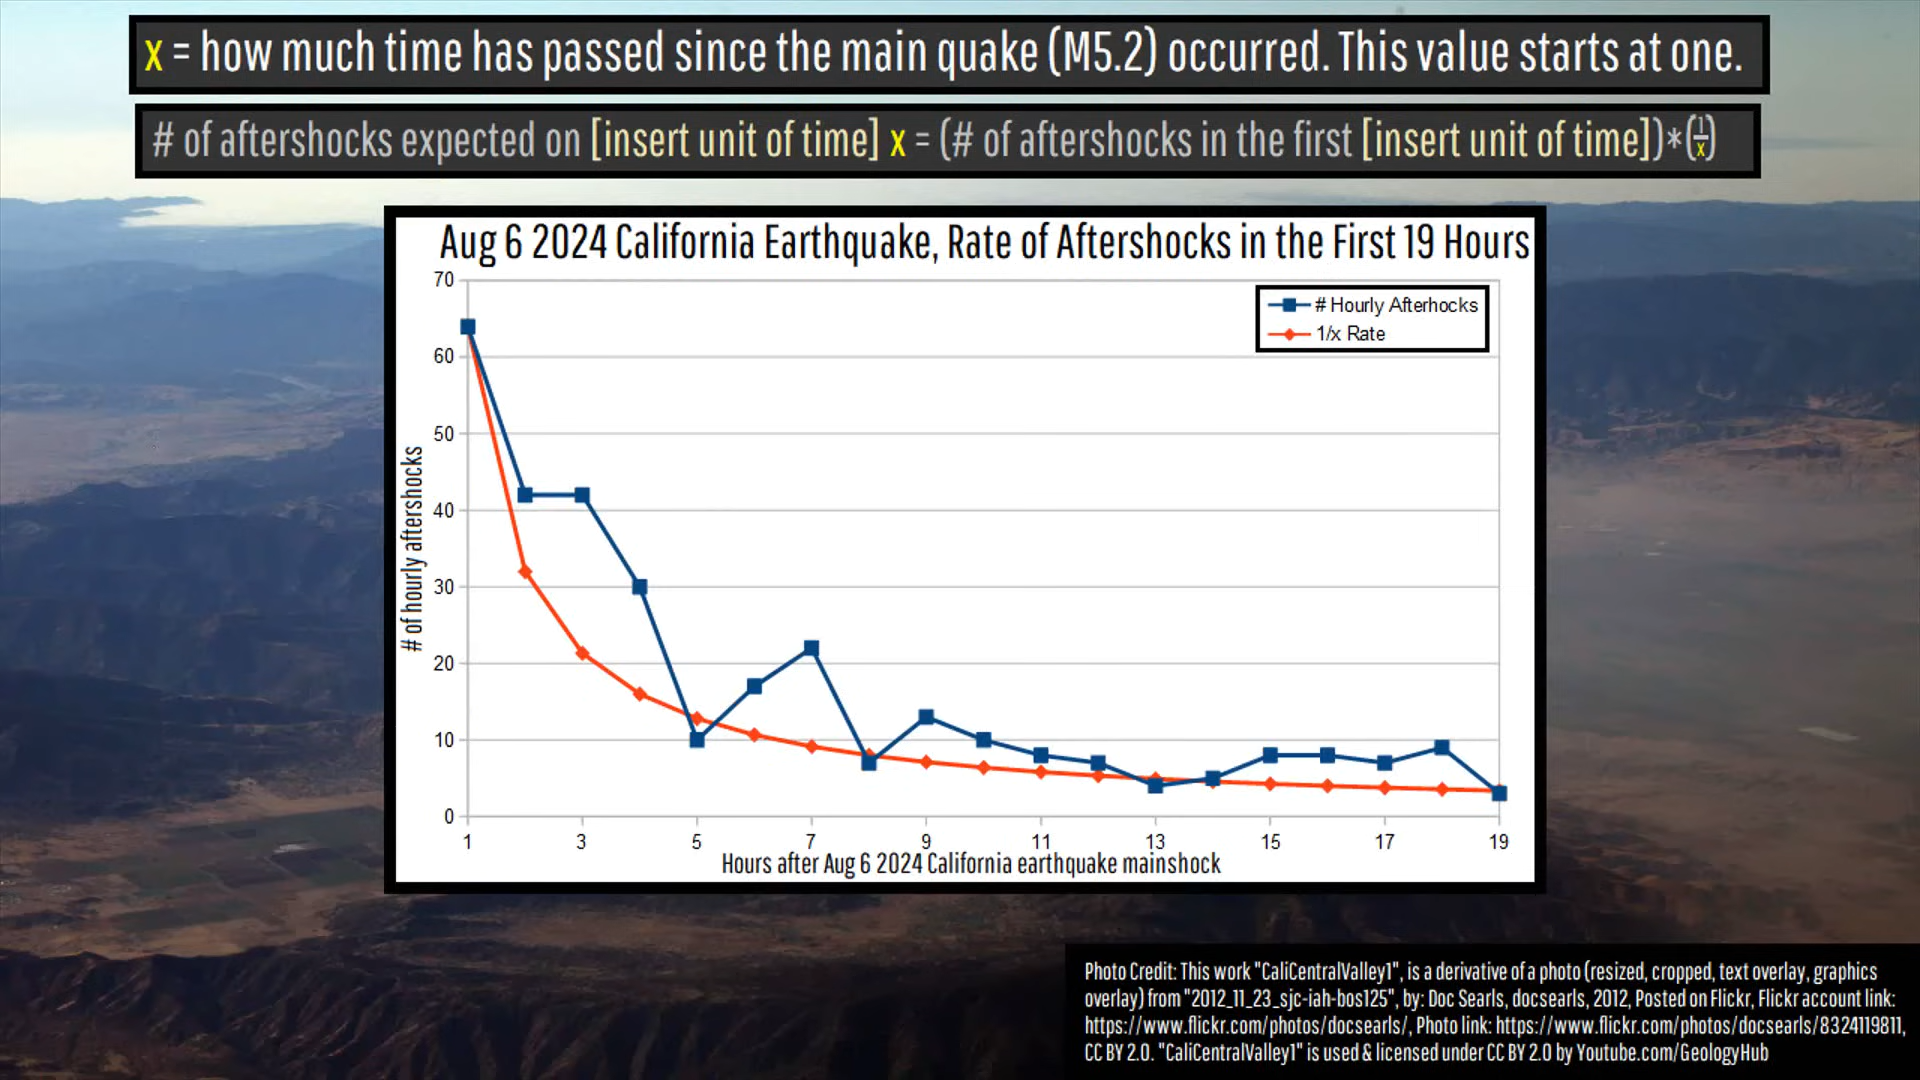 x = how much time has passed since the main quake (M5.2) occurred. This value starts at one.
# of aftershocks expected on [insert unit of time] x = (# of aftershocks in the first [insert unit of time])*(1/x)
Aug 6 2024 California Earthquake, Rate of Aftershocks in the First 19 Hours
70
# Hourly Afterhocks
1/x Rate
60
50
40
30
20
10
0
# of hourly aftershocks
1 3 5 7 9 11 13 15 17 19
Hours after Aug 6 2024 California earthquake mainshock
Photo Credit: This work "CaliCentralValley1", is a derivative of a photo (resized, cropped, text overlay, graphics
overlay) from "2012_11_23_sjc-iah-bos125", by: Doc Searls, docsearls, 2012, Posted on Flickr, Flickr account link:
https://www.flickr.com/photos/docsearls/, Photo link: https://www.flickr.com/photos/docsearls/8324119811,
CC BY 2.0. "CaliCentralValley1" is used & licensed under CC BY 2.0 by Youtube.com/GeologyHub